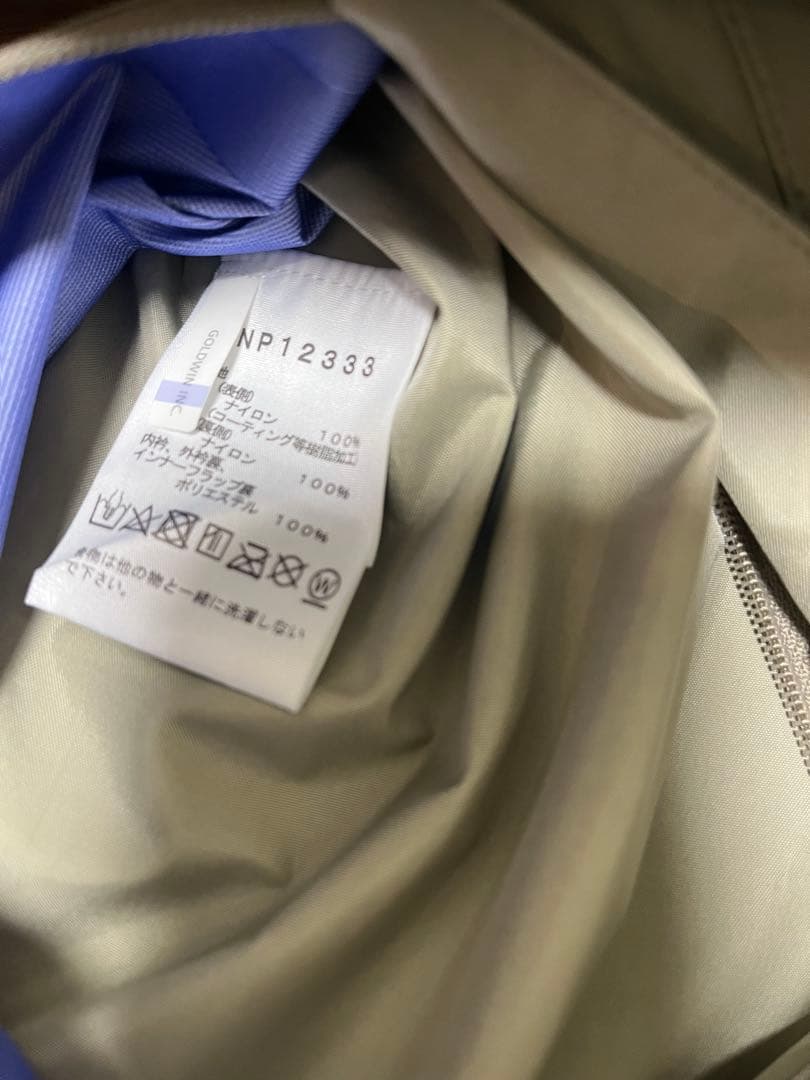 GOLDWIN INC
NP12333
地
(表側)
ナイロン 100%
(コーティング等樹脂加工)
(裏側)
ナイロン 100%
内衿、外衿裏、
インナーフラップ裏
ポリエステル 100%
W
物は他の物と一緒に洗濯しない
で下さい。